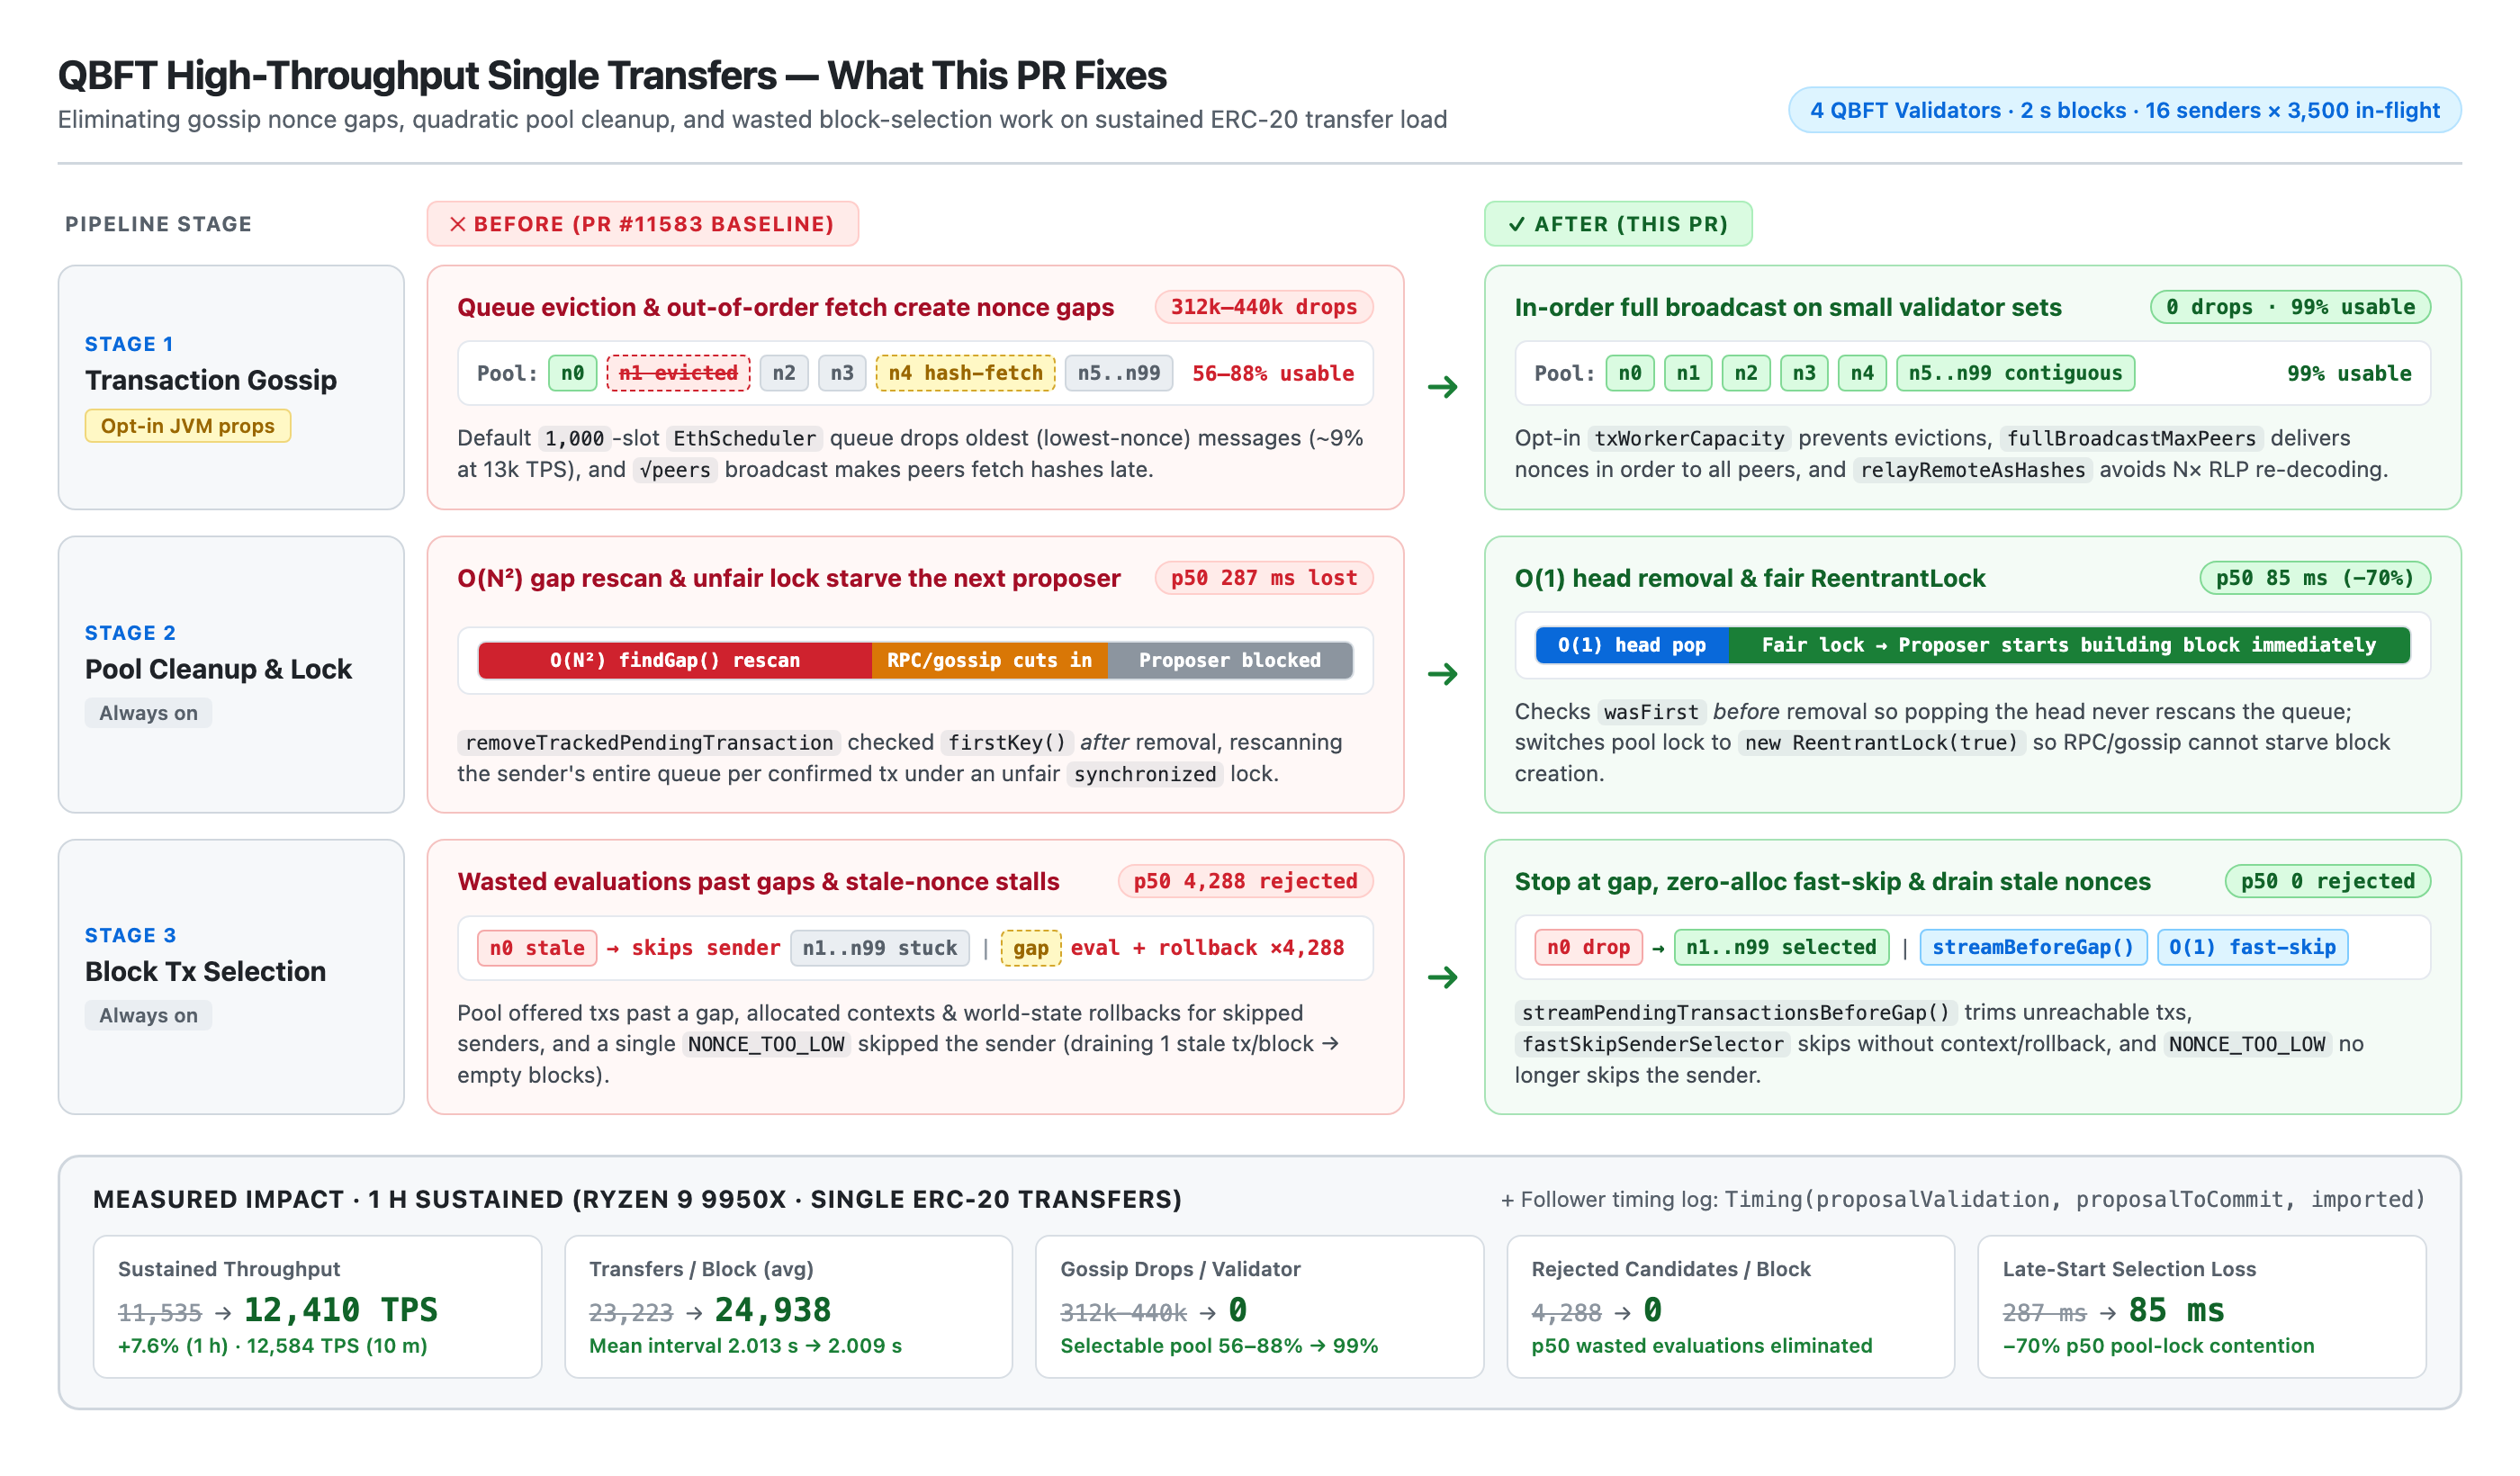 QBFT High-Throughput Single Transfers — What This PR Fixes
Eliminating gossip nonce gaps, quadratic pool cleanup, and wasted block-selection work on sustained ERC-20 transfer load
4 QBFT Validators · 2 s blocks · 16 senders × 3,500 in-flight
PIPELINE STAGE
✕ BEFORE (PR #11583 BASELINE)
✓ AFTER (THIS PR)
STAGE 1
Transaction Gossip
Opt-in JVM props
Queue eviction & out-of-order fetch create nonce gaps
312k–440k drops
Pool: n0 n1 evicted n2 n3 n4 hash-fetch n5..n99 56–88% usable
Default 1,000-slot EthScheduler queue drops oldest (lowest-nonce) messages (~9%
at 13k TPS), and √peers broadcast makes peers fetch hashes late.
→
In-order full broadcast on small validator sets
0 drops · 99% usable
Pool: n0 n1 n2 n3 n4 n5..n99 contiguous 99% usable
Opt-in txWorkerCapacity prevents evictions, fullBroadcastMaxPeers delivers
nonces in order to all peers, and relayRemoteAsHashes avoids N× RLP re-decoding.
STAGE 2
Pool Cleanup & Lock
Always on
O(N²) gap rescan & unfair lock starve the next proposer
p50 287 ms lost
O(N²) findGap() rescan RPC/gossip cuts in Proposer blocked
removeTrackedPendingTransaction checked firstKey() after removal, rescanning
the sender's entire queue per confirmed tx under an unfair synchronized lock.
→
O(1) head removal & fair ReentrantLock
p50 85 ms (−70%)
O(1) head pop Fair lock → Proposer starts building block immediately
Checks wasFirst before removal so popping the head never rescans the queue;
switches pool lock to new ReentrantLock(true) so RPC/gossip cannot starve block
creation.
STAGE 3
Block Tx Selection
Always on
Wasted evaluations past gaps & stale-nonce stalls
p50 4,288 rejected
n0 stale → skips sender n1..n99 stuck | gap eval + rollback ×4,288
Pool offered txs past a gap, allocated contexts & world-state rollbacks for skipped
senders, and a single NONCE_TOO_LOW skipped the sender (draining 1 stale tx/block →
empty blocks).
→
Stop at gap, zero-alloc fast-skip & drain stale nonces
p50 0 rejected
n0 drop → n1..n99 selected | streamBeforeGap() O(1) fast-skip
streamPendingTransactionsBeforeGap() trims unreachable txs,
fastSkipSenderSelector skips without context/rollback, and NONCE_TOO_LOW no
longer skips the sender.
MEASURED IMPACT · 1 H SUSTAINED (RYZEN 9 9950X · SINGLE ERC-20 TRANSFERS)
+ Follower timing log: Timing(proposalValidation, proposalToCommit, imported)
Sustained Throughput
11,535 → 12,410 TPS
+7.6% (1 h) · 12,584 TPS (10 m)
Transfers / Block (avg)
23,223 → 24,938
Mean interval 2.013 s → 2.009 s
Gossip Drops / Validator
312k–440k → 0
Selectable pool 56–88% → 99%
Rejected Candidates / Block
4,288 → 0
p50 wasted evaluations eliminated
Late-Start Selection Loss
287 ms → 85 ms
−70% p50 pool-lock contention